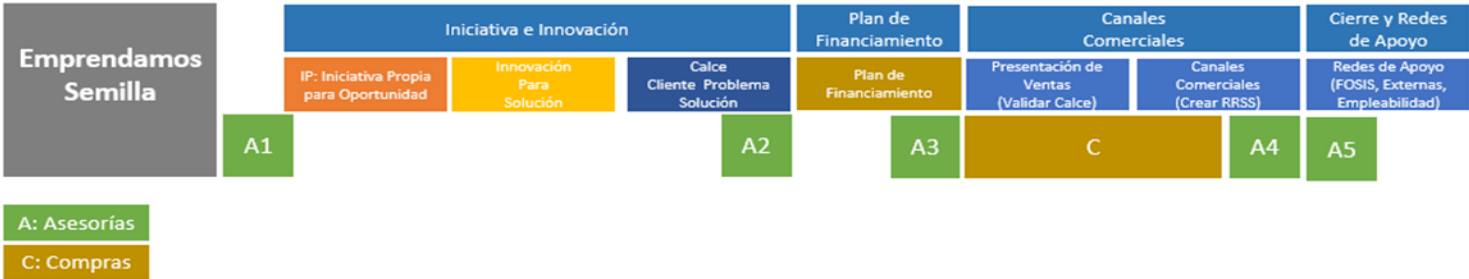 Emprendamos
Semilla
Iniciativa e Innovación
Plan de
Financiamiento
Canales
Comerciales
Cierre y Redes
de Apoyo
IP: Iniciativa Propia
para Oportunidad
Innovación
Para
Solución
Calce
Cliente Problema
Solución
Plan de
Financiamiento
Presentación de
Ventas
(Validar Calce)
Canales
Comerciales
(Crear RRSS)
Redes de Apoyo
(FOSIS, Externas,
Empleabilidad)
A1
A2
A3
C
A4
A5
A: Asesorías
C: Compras